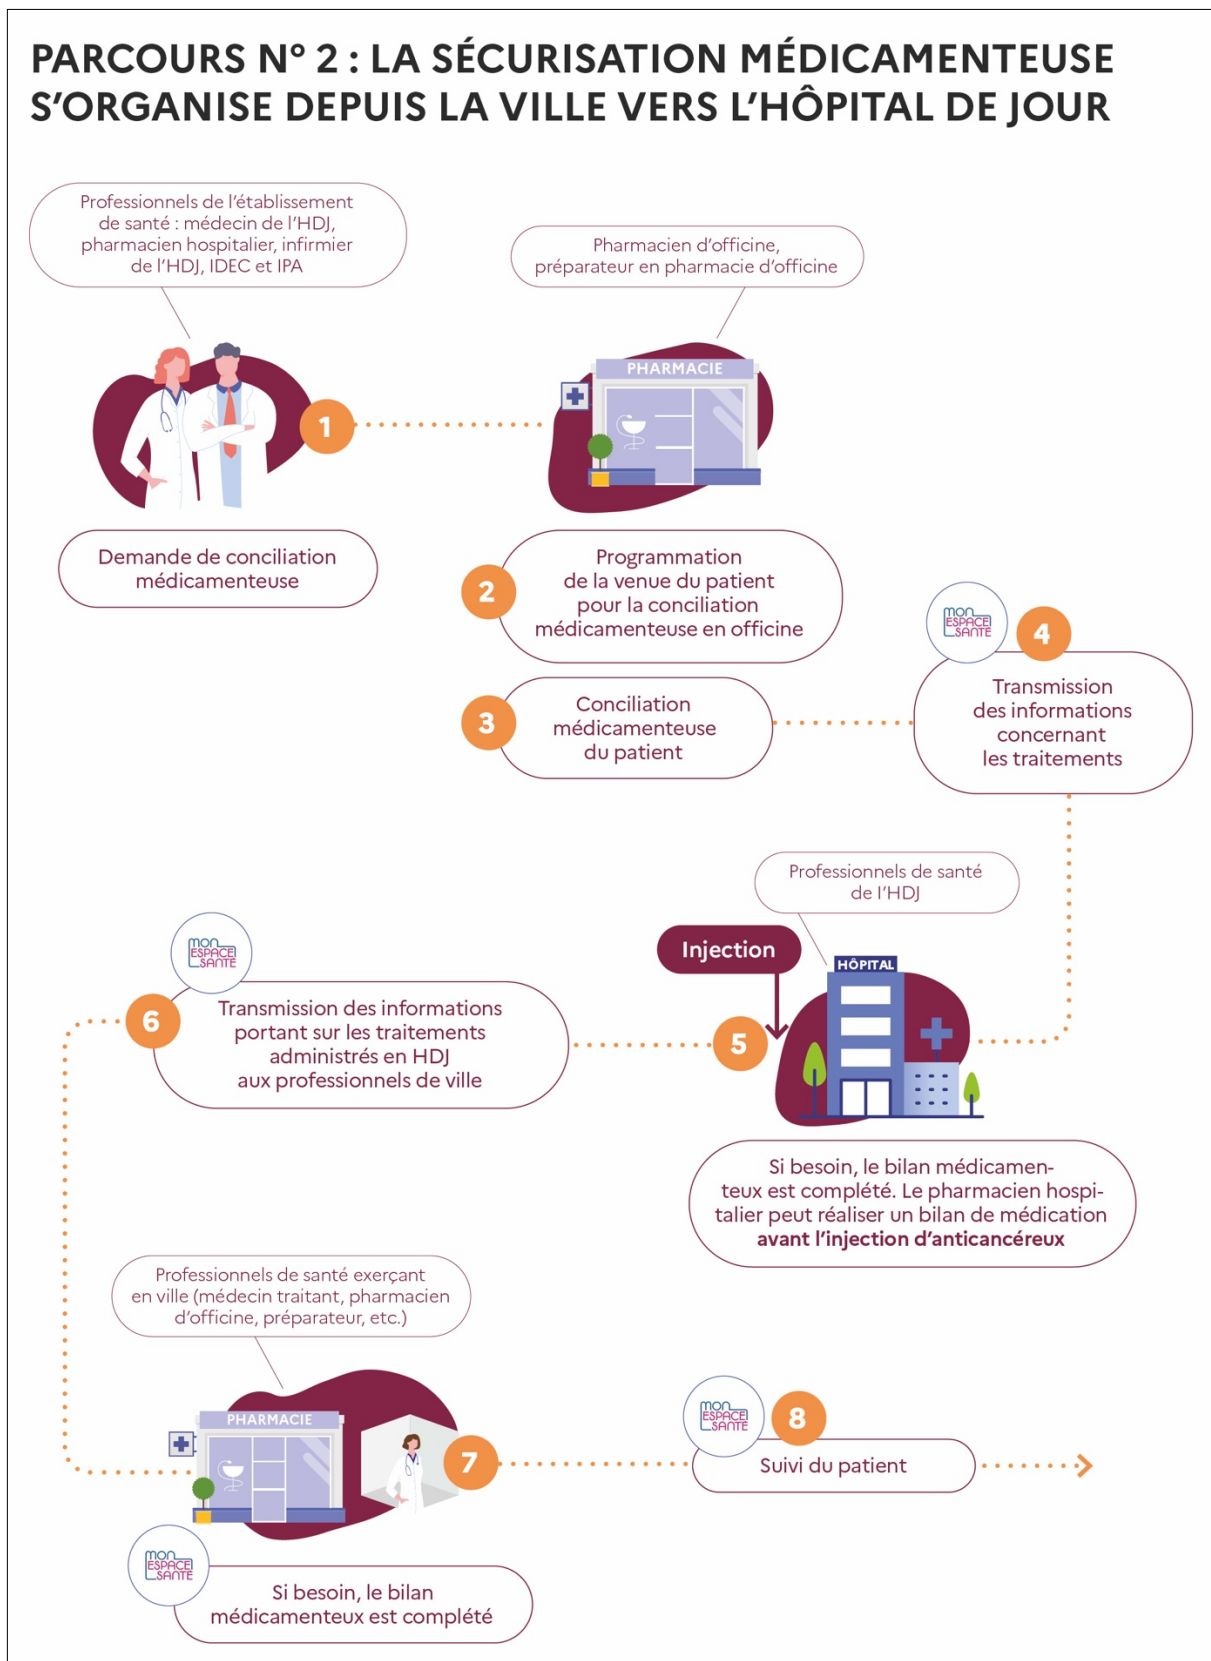 PARCOURS N° 2 : LA SÉCURISATION MÉDICAMENTEUSE
S’ORGANISE DEPUIS LA VILLE VERS L’HÔPITAL DE JOUR
Professionnels de l’établissement
de santé : médecin de l’HDJ,
pharmacien hospitalier, infirmier
de l’HDJ, IDEC et IPA
Pharmacien d’officine,
préparateur en pharmacie d’officine
PHARMACIE
1
Demande de conciliation
médicamenteuse
2
Programmation
de la venue du patient
pour la conciliation
médicamenteuse en officine
3
Conciliation
médicamenteuse
du patient
MON
ESPACE
SANTÉ
4
Transmission
des informations
concernant
les traitements
Professionnels de santé
de l’HDJ
Injection
HÔPITAL
5
Si besoin, le bilan médicamen-
teux est complété. Le pharmacien hospi-
talier peut réaliser un bilan de médication
avant l’injection d’anticancéreux
MON
ESPACE
SANTÉ
6
Transmission des informations
portant sur les traitements
administrés en HDJ
aux professionnels de ville
Professionnels de santé exerçant
en ville (médecin traitant, pharmacien
d’officine, préparateur, etc.)
PHARMACIE
7
MON
ESPACE
SANTÉ
Si besoin, le bilan
médicamenteux est complété
MON
ESPACE
SANTÉ
8
Suivi du patient